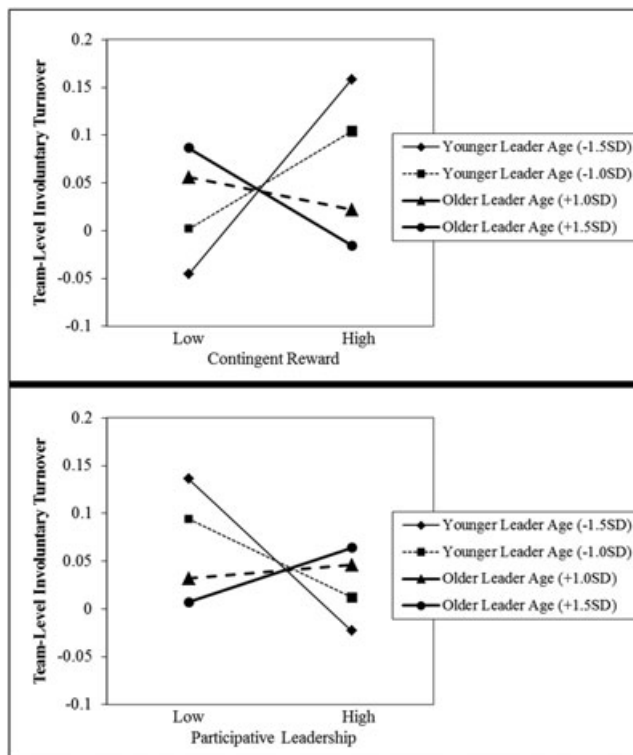 0.2
0.15
0.1
0.05
0
-0.05
-0.1
Team-Level Involuntary Turnover
Low High
Contingent Reward
Younger Leader Age (-1.5SD)
Younger Leader Age (-1.0SD)
Older Leader Age (+1.0SD)
Older Leader Age (+1.5SD)
0.2
0.15
0.1
0.05
0
-0.05
-0.1
Team-Level Involuntary Turnover
Low High
Participative Leadership
Younger Leader Age (-1.5SD)
Younger Leader Age (-1.0SD)
Older Leader Age (+1.0SD)
Older Leader Age (+1.5SD)